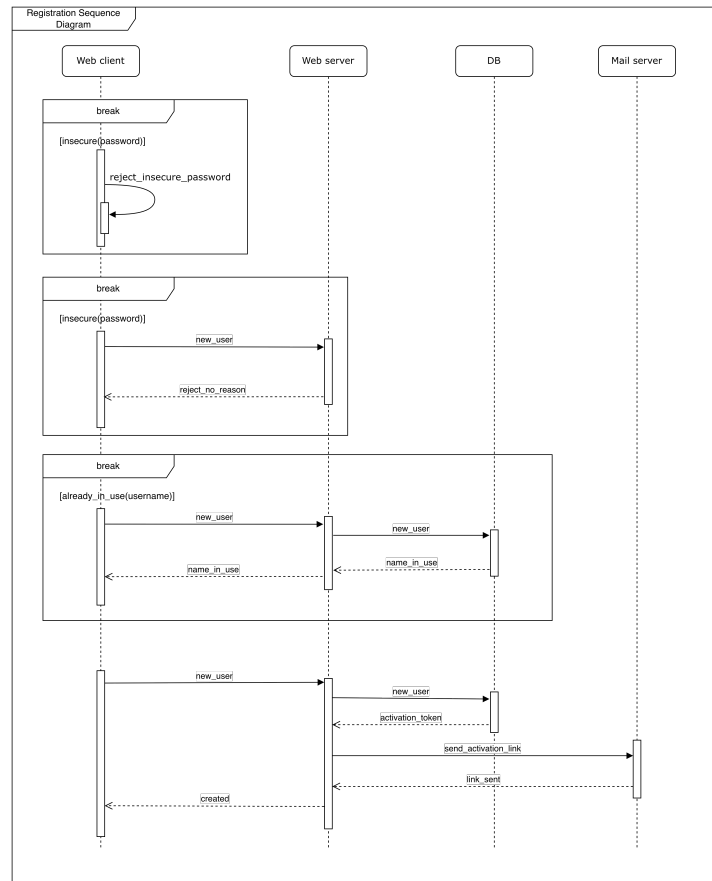 Registration Sequence
Diagram
Web client
Web server
DB
Mail server
break
[insecure(password)]
reject_insecure_password
break
[insecure(password)]
new_user
reject_no_reason
break
[already_in_use(username)]
new_user
new_user
name_in_use
name_in_use
new_user
new_user
activation_token
send_activation_link
link_sent
created